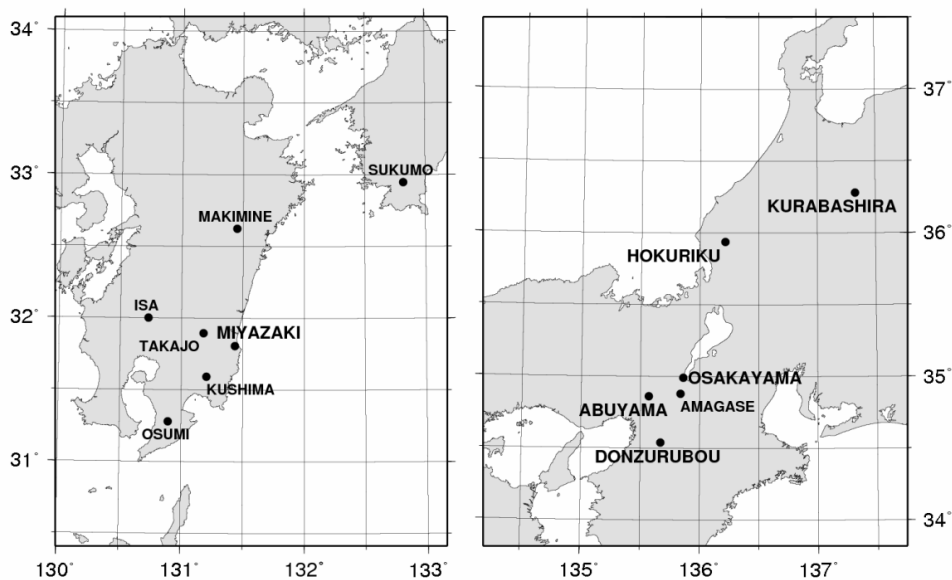 34°
33°
32°
31°
130°
131°
132°
133°
SUKUMO
MAKIMINE
ISA
TAKAJO
MIYAZAKI
KUSHIMA
OSUMI
37°
36°
35°
34°
135°
136°
137°
KURABASHIRA
HOKURIKU
OSAKAYAMA
ABUYAMA
AMAGASE
DONZURUBOU